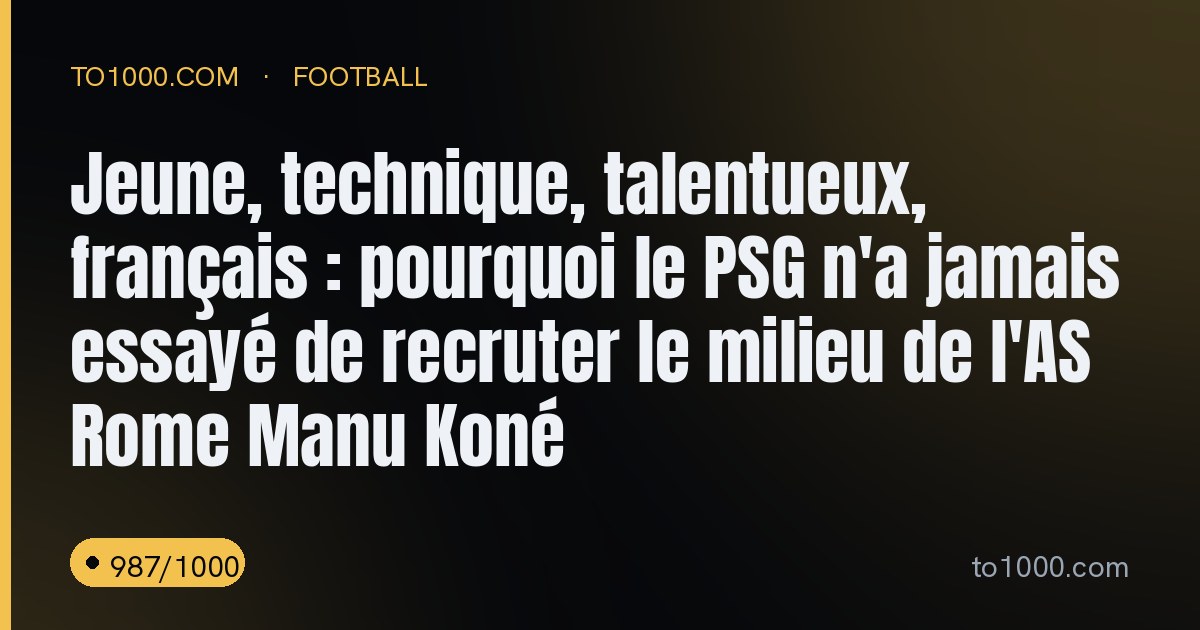 TO1000.COM · FOOTBALL
Jeune, technique, talentueux,
français : pourquoi le PSG n'a jamais
essayé de recruter le milieu de l'AS
Rome Manu Koné
987/1000
to1000.com